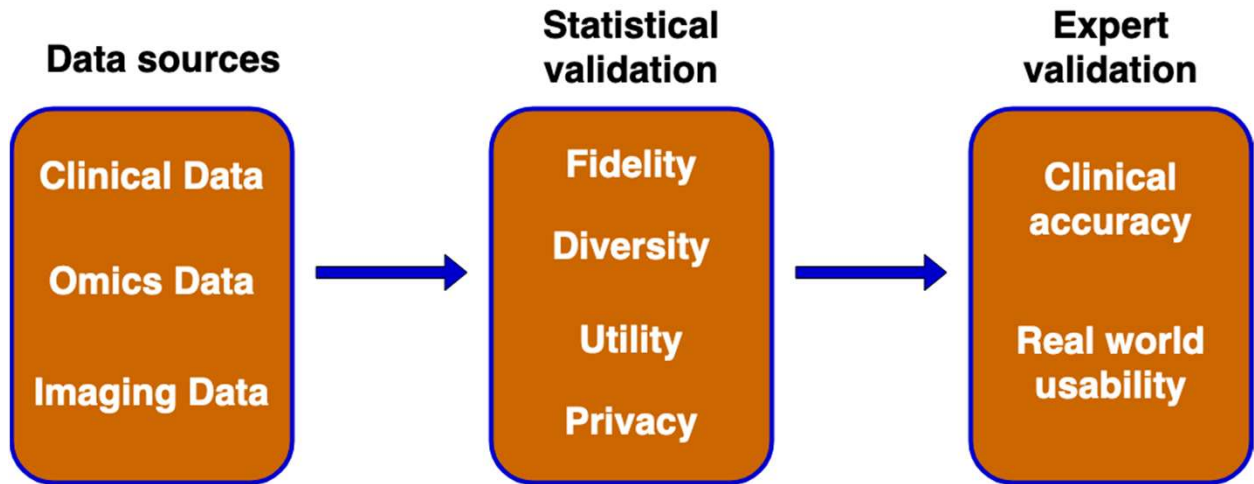 Data sources
Clinical Data
Omics Data
Imaging Data
Statistical
validation
Fidelity
Diversity
Utility
Privacy
Expert
validation
Clinical
accuracy
Real world
usability